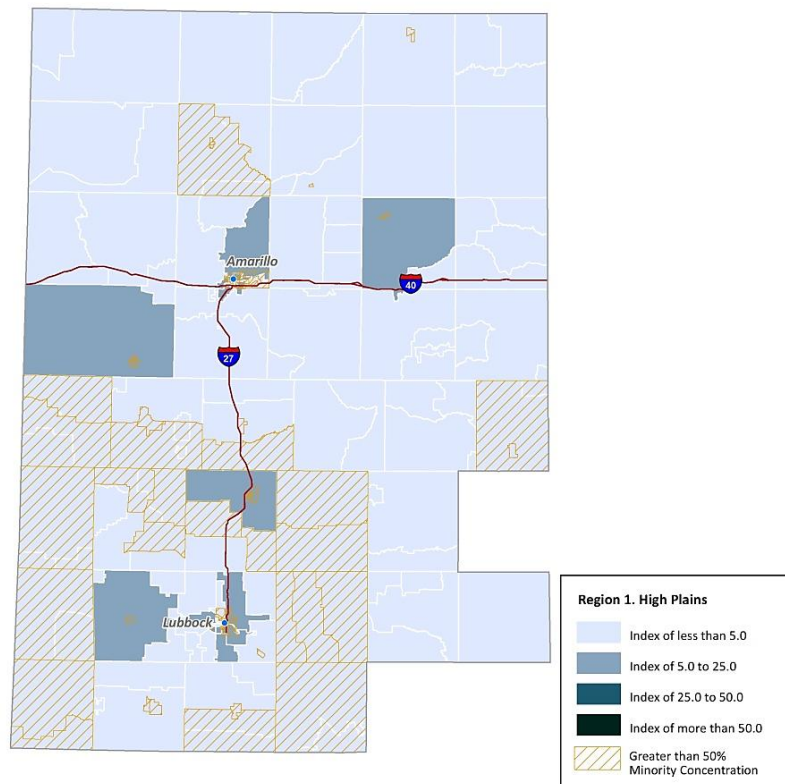 Amarillo
40
27
Lubbock
Region 1. High Plains
Index of less than 5.0
Index of 5.0 to 25.0
Index of 25.0 to 50.0
Index of more than 50.0
Greater than 50%
Minority Concentration